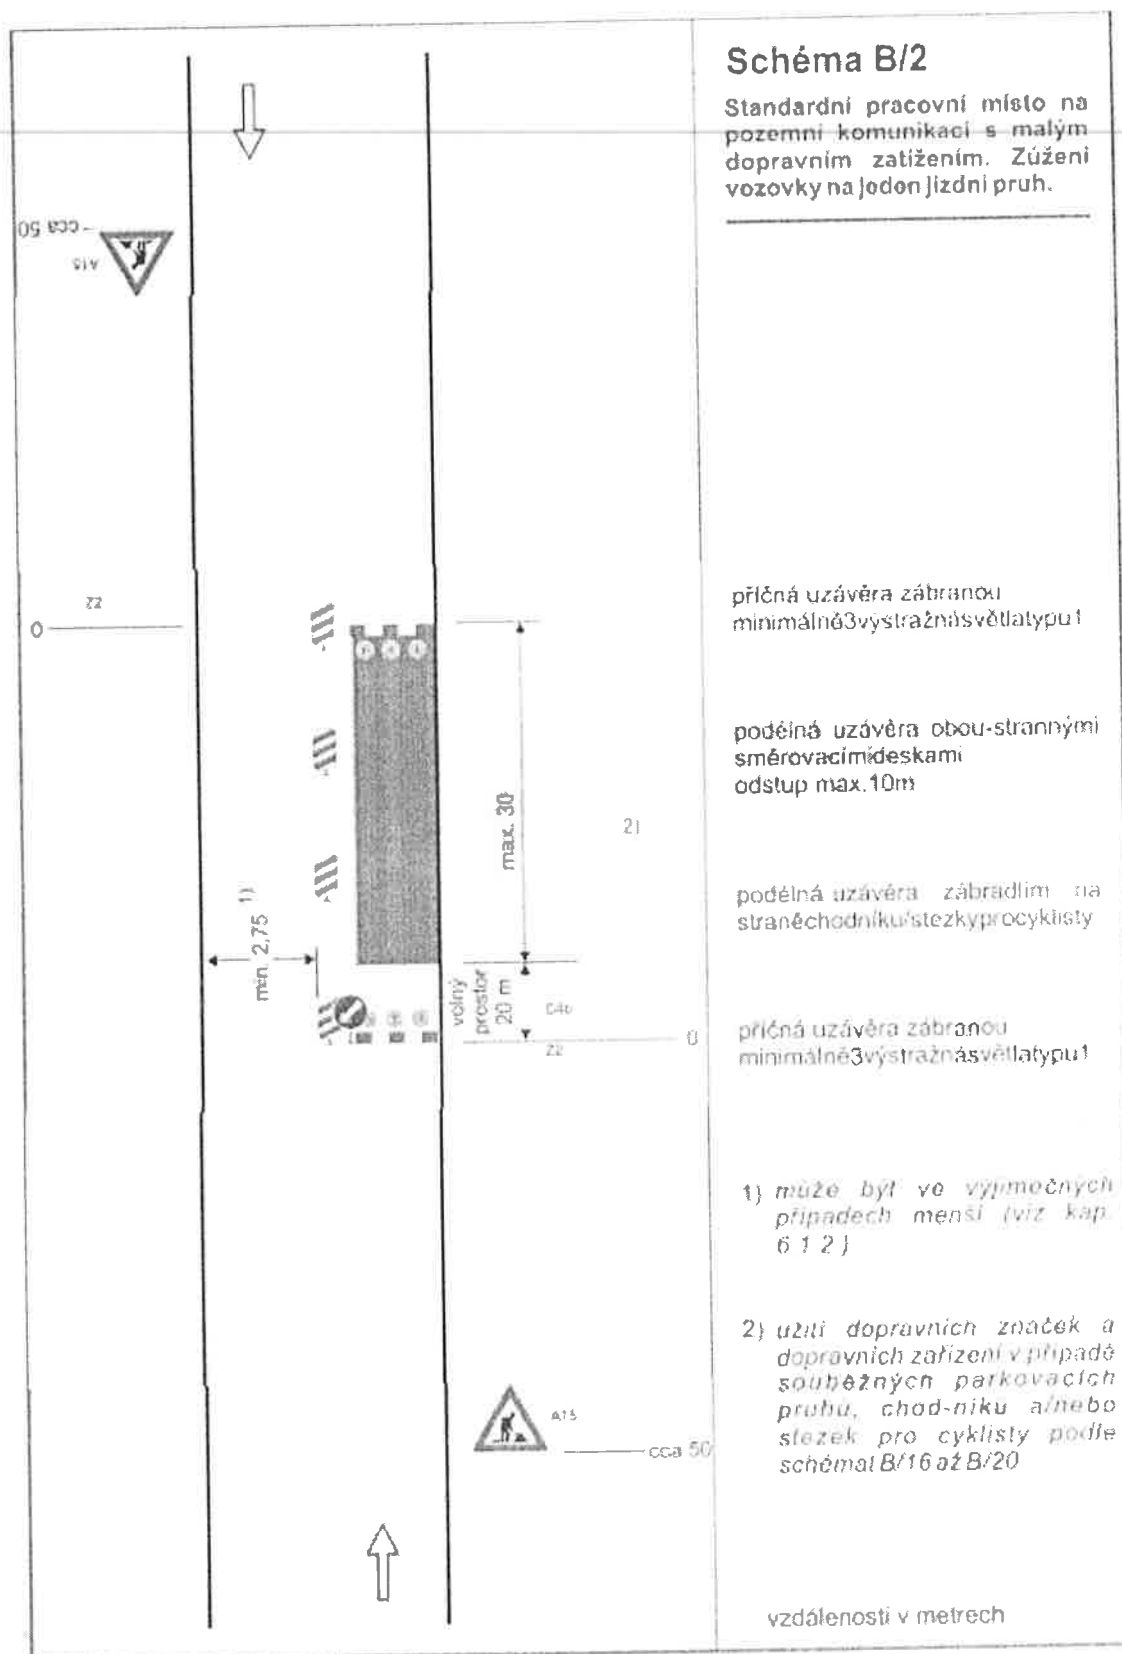 Schéma B/2
Standardní pracovní místo na
pozemní komunikaci s malým
dopravním zatížením. Zúžení
vozovky na jodon jízdní pruh.
cca 50
A15
Z2
0
příčná uzávěra zábranou
minimálně3výstražnásvětlatypu1
podélná uzávěra obou-strannými
směrovacímideskami
odstup max.10m
max. 30
2)
podélná uzávěra zábradlím na
straněchodníku/stezkyprocyklisty
min. 2,75 1)
volný
prostor
20 m
C4b
Z2
0
příčná uzávěra zábranou
minimálně3výstražnásvětlatypu1
1) může být ve výjimečných
případech menší (viz kap.
6 1 2 )
2) užití dopravních značek a
dopravních zařízení v případě
souběžných parkovacích
pruhů, chod-níku a/nebo
stezek pro cyklisty podle
schémat B/16 až B/20
A15
cca 50
vzdálenosti v metrech